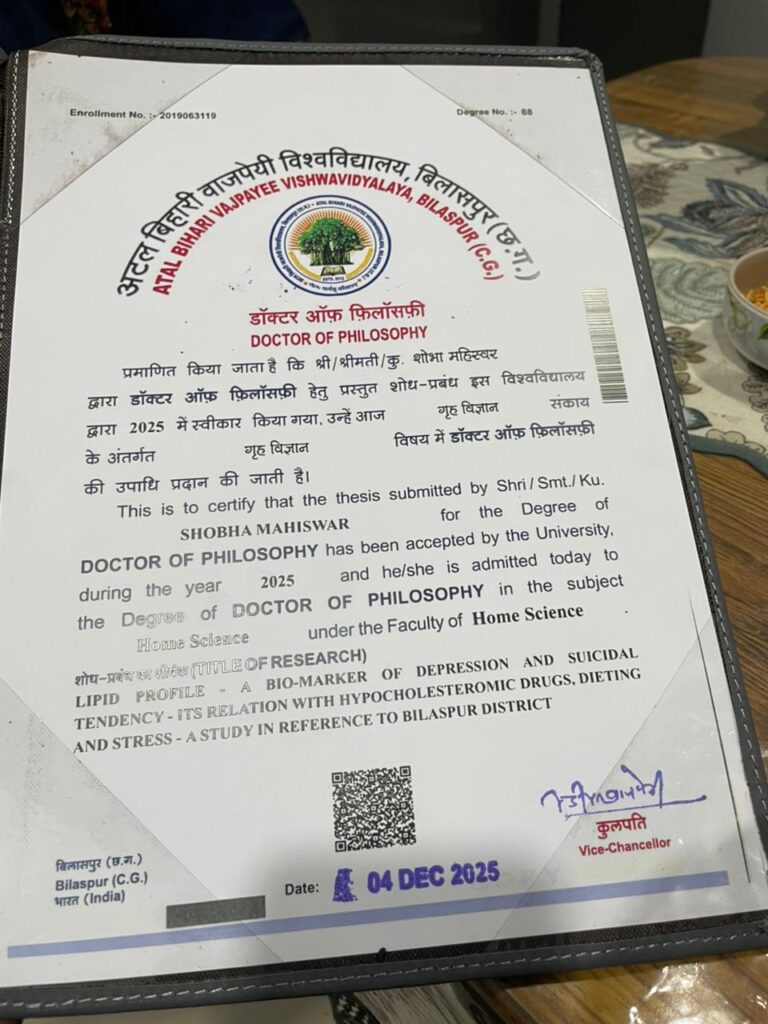 Enrollment No. :- 2019063119
Degree No. :- 88
अटल बिहारी वाजपेयी विश्वविद्यालय, बिलासपुर (छ.ग.)
ATAL BIHARI VAJPAYEE VISHWAVIDYALAYA, BILASPUR (C.G.)
डॉक्टर ऑफ़ फ़िलॉसफ़ी
DOCTOR OF PHILOSOPHY
प्रमाणित किया जाता है कि श्री/श्रीमती/कु. शोभा महिस्वर
द्वारा डॉक्टर ऑफ़ फ़िलॉसफ़ी हेतु प्रस्तुत शोध-प्रबंध इस विश्वविद्यालय
द्वारा 2025 में स्वीकार किया गया, उन्हें आज गृह विज्ञान संकाय
के अंतर्गत गृह विज्ञान विषय में डॉक्टर ऑफ़ फ़िलॉसफ़ी
की उपाधि प्रदान की जाती है।
This is to certify that the thesis submitted by Shri / Smt./ Ku.
SHOBHA MAHISWAR for the Degree of
DOCTOR OF PHILOSOPHY has been accepted by the University,
during the year 2025 and he/she is admitted today to
the Degree of DOCTOR OF PHILOSOPHY in the subject
Home Science under the Faculty of Home Science .
शोध-प्रबंध का शीर्षक (TITLE OF RESEARCH)
LIPID PROFILE - A BIO-MARKER OF DEPRESSION AND SUICIDAL
TENDENCY - ITS RELATION WITH HYPOCHOLESTEROMIC DRUGS, DIETING
AND STRESS - A STUDY IN REFERENCE TO BILASPUR DISTRICT
कुलपति
Vice-Chancellor
बिलासपुर (छ.ग.)
Bilaspur (C.G.)
भारत (India)
Date: 04 DEC 2025